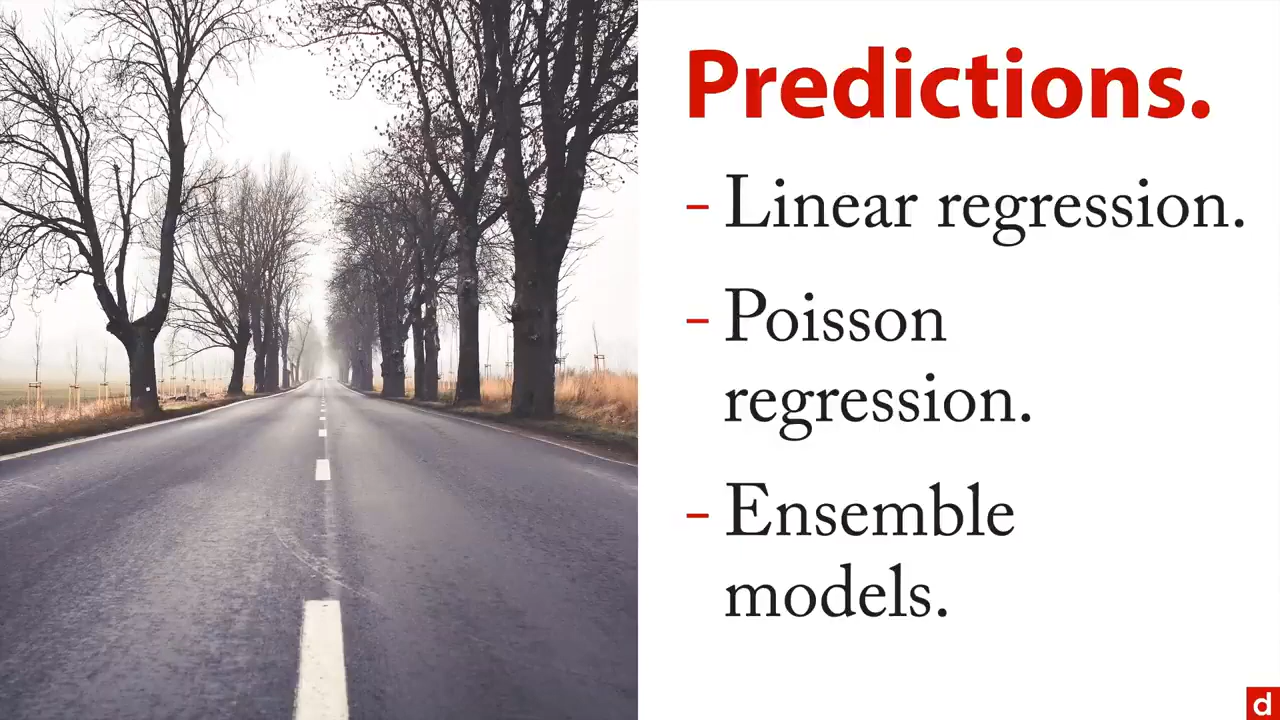 Predictions.
- Linear regression.
- Poisson
regression.
- Ensemble
models.
d